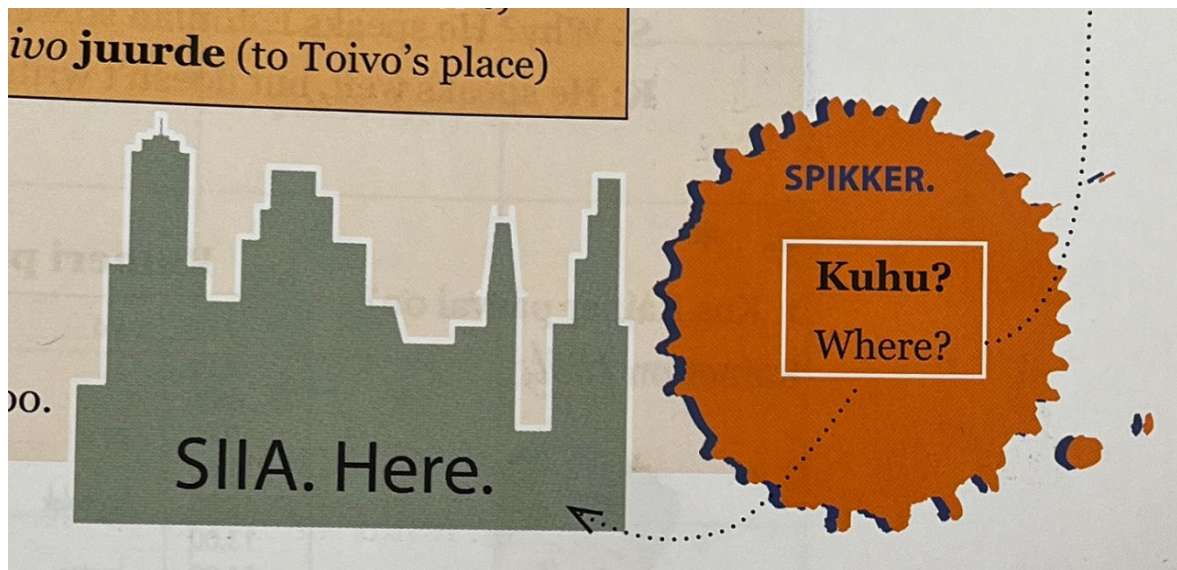 ivo juurde (to Toivo's place)
SPIKKER.
Kuhu?
Where?
oo.
SIIA. Here.